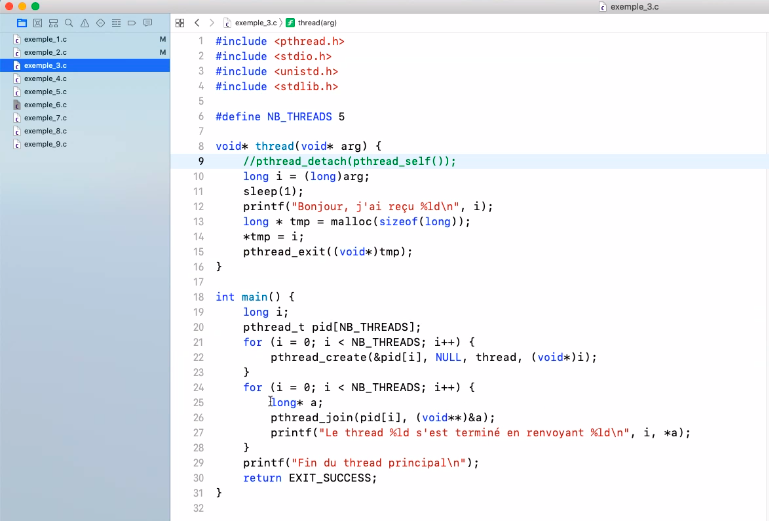 exemple_3.c
exemple_3.c thread(arg)
exemple_1.c M
exemple_2.c M
exemple_3.c
exemple_4.c
exemple_5.c
exemple_6.c
exemple_7.c
exemple_8.c
exemple_9.c
1 #include <pthread.h>
2 #include <stdio.h>
3 #include <unistd.h>
4 #include <stdlib.h>
5
6 #define NB_THREADS 5
7
8 void* thread(void* arg) {
9 //pthread_detach(pthread_self());
10 long i = (long)arg;
11 sleep(1);
12 printf("Bonjour, j'ai reçu %ld\n", i);
13 long * tmp = malloc(sizeof(long));
14 *tmp = i;
15 pthread_exit((void*)tmp);
16 }
17
18 int main() {
19 long i;
20 pthread_t pid[NB_THREADS];
21 for (i = 0; i < NB_THREADS; i++) {
22 pthread_create(&pid[i], NULL, thread, (void*)i);
23 }
24 for (i = 0; i < NB_THREADS; i++) {
25 long* a;
26 pthread_join(pid[i], (void**)&a);
27 printf("Le thread %ld s'est terminé en renvoyant %ld\n", i, *a);
28 }
29 printf("Fin du thread principal\n");
30 return EXIT_SUCCESS;
31 }
32